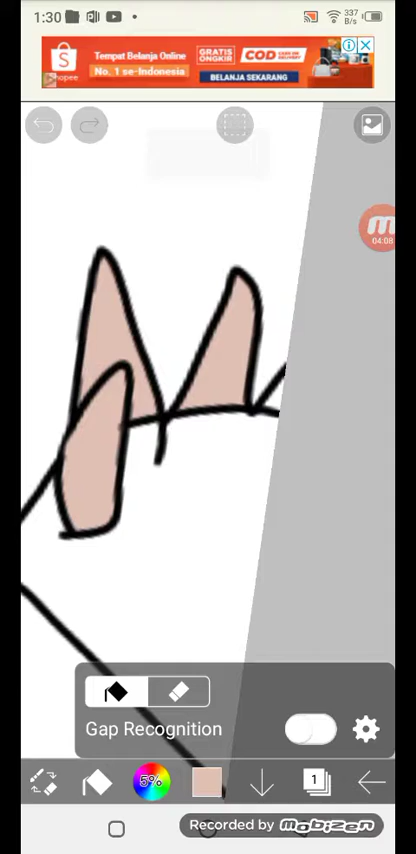 1:30
337
B/s
Shopee
Tempat Belanja Online
No. 1 se-Indonesia
GRATIS
ONGKIR
COD
BELANJA SEKARANG
04:08
Gap Recognition
5%
1
Recorded by mobizen